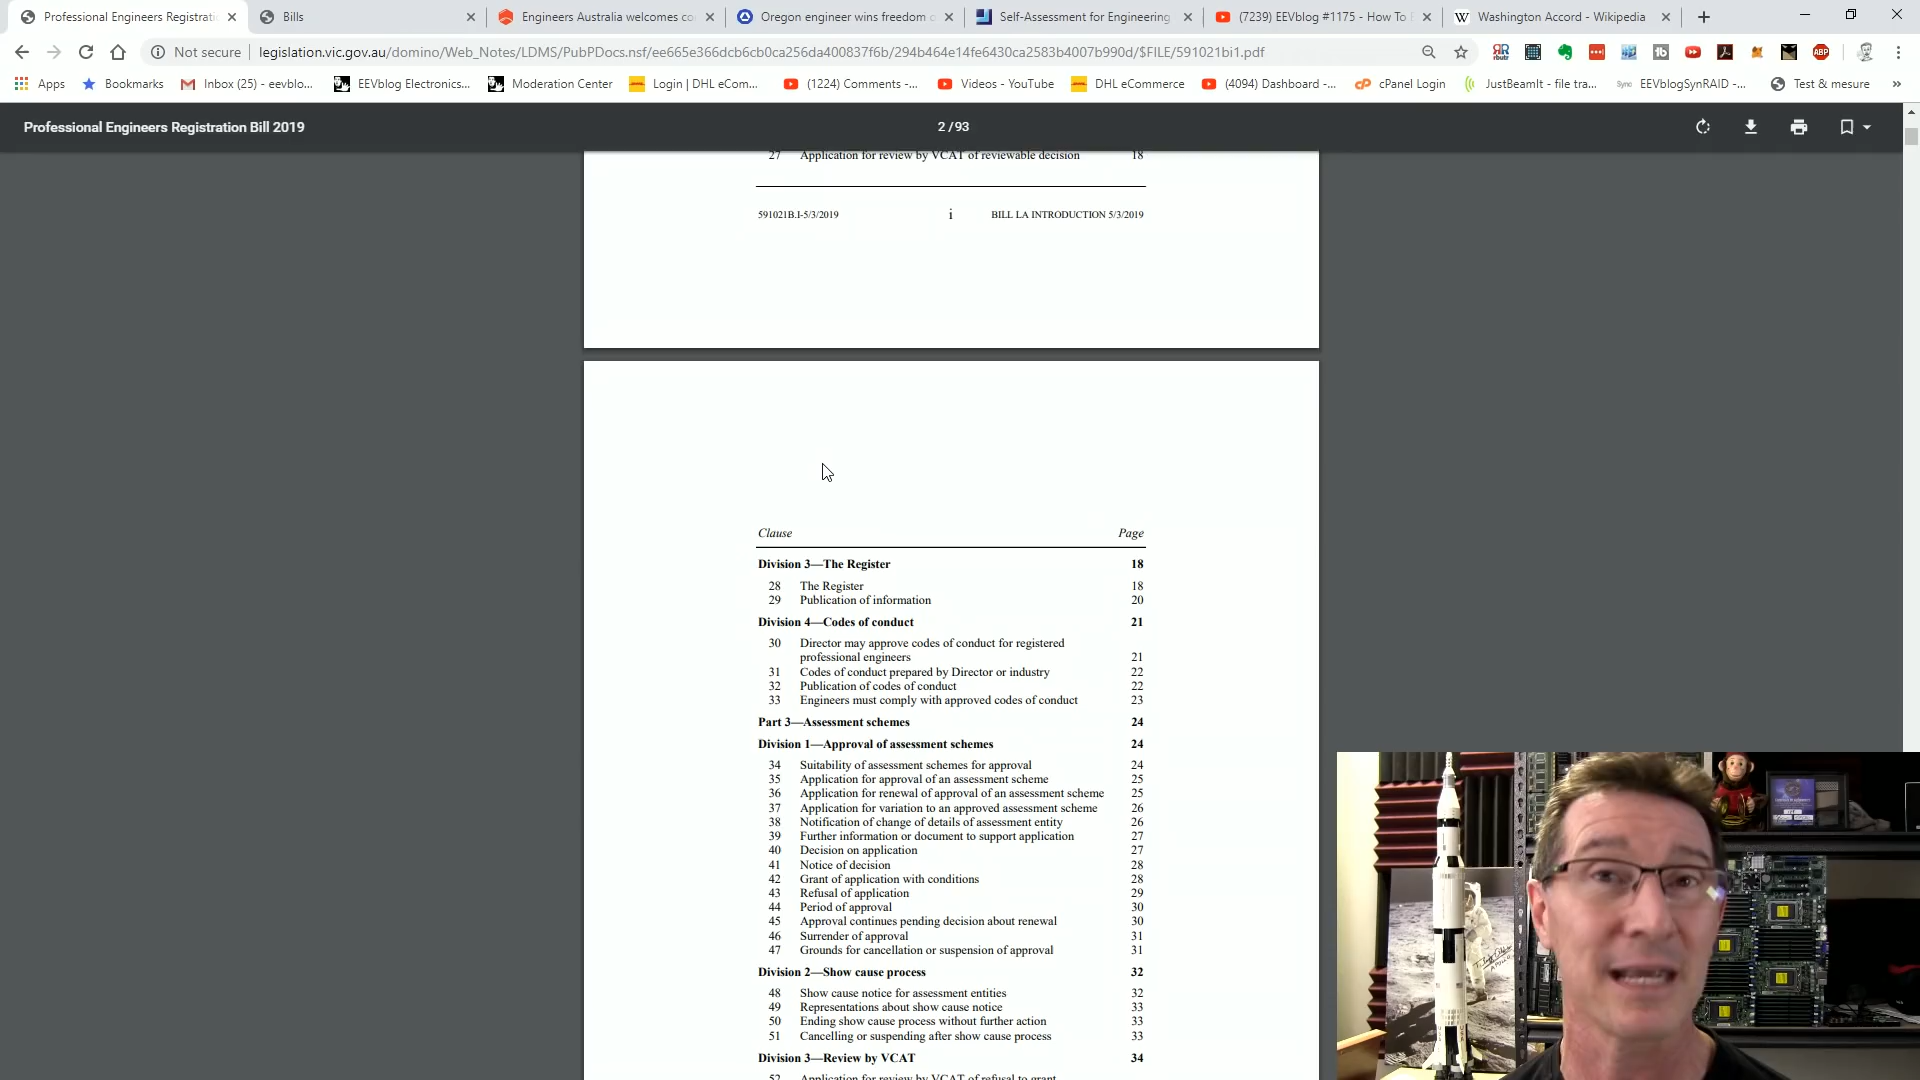 Professional Engineers Registrati
Bills
Engineers Australia welcomes co
Oregon engineer wins freedom o
Self-Assessment for Engineering
(7239) EEVblog #1175 - How To
Washington Accord - Wikipedia
Not secure
legislation.vic.gov.au/domino/Web_Notes/LDMS/PubPDocs.nsf/ee665e366dcb6cb0ca256da400837f6b/294b464e14fe6430ca2583b4007b990d/$FILE/591021bi1.pdf
Apps
Bookmarks
Inbox (25) - eevblo...
EEVblog Electronics...
Moderation Center
Login | DHL eCom...
(1224) Comments -...
Videos - YouTube
DHL eCommerce
(4094) Dashboard -...
cPanel Login
JustBeamIt - file tra...
EEVblogSynRAID -...
Test & mesure
Professional Engineers Registration Bill 2019
2 / 93
27 Application for review by VCAT of reviewable decision 18
591021B.I-5/3/2019 i BILL LA INTRODUCTION 5/3/2019
Clause Page
Division 3—The Register 18
28 The Register 18
29 Publication of information 20
Division 4—Codes of conduct 21
30 Director may approve codes of conduct for registered
professional engineers 21
31 Codes of conduct prepared by Director or industry 22
32 Publication of codes of conduct 22
33 Engineers must comply with approved codes of conduct 23
Part 3—Assessment schemes 24
Division 1—Approval of assessment schemes 24
34 Suitability of assessment schemes for approval 24
35 Application for approval of an assessment scheme 25
36 Application for renewal of approval of an assessment scheme 25
37 Application for variation to an approved assessment scheme 26
38 Notification of change of details of assessment entity 26
39 Further information or document to support application 27
40 Decision on application 27
41 Notice of decision 28
42 Grant of application with conditions 28
43 Refusal of application 29
44 Period of approval 30
45 Approval continues pending decision about renewal 30
46 Surrender of approval 31
47 Grounds for cancellation or suspension of approval 31
Division 2—Show cause process 32
48 Show cause notice for assessment entities 32
49 Representations about show cause notice 33
50 Ending show cause process without further action 33
51 Cancelling or suspending after show cause process 33
Division 3—Review by VCAT 34
52 Application for review by VCAT of refusal to grant